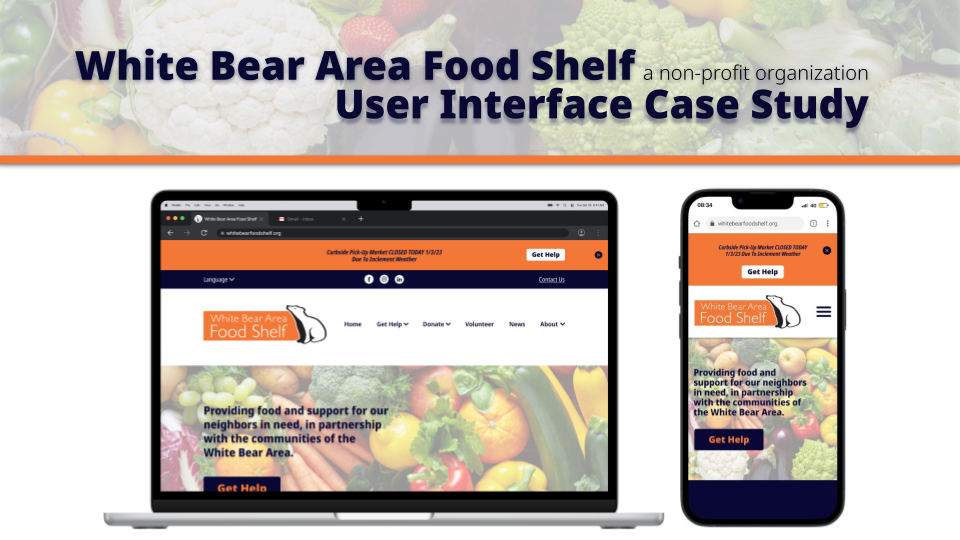 White Bear Area Food Shelf a non-profit organization
User Interface Case Study
White Bear Area Food Shelf
Gmail - Inbox
whitebearfoodshelf.org
Curbside Pick-Up Market CLOSED TODAY 1/3/23
Due To Inclement Weather
Get Help
Language
Contact Us
White Bear Area
Food Shelf
Home Get Help Donate Volunteer News About
Providing food and support for our
neighbors in need, in partnership
with the communities of the
White Bear Area.
Get Help
08:34 4G
whitebearfoodshelf.org
Curbside Pick-Up Market CLOSED TODAY
1/3/23 Due To Inclement Weather
Get Help
White Bear Area
Food Shelf
Providing food and
support for our neighbors
in need, in partnership
with the communities of
the White Bear Area.
Get Help